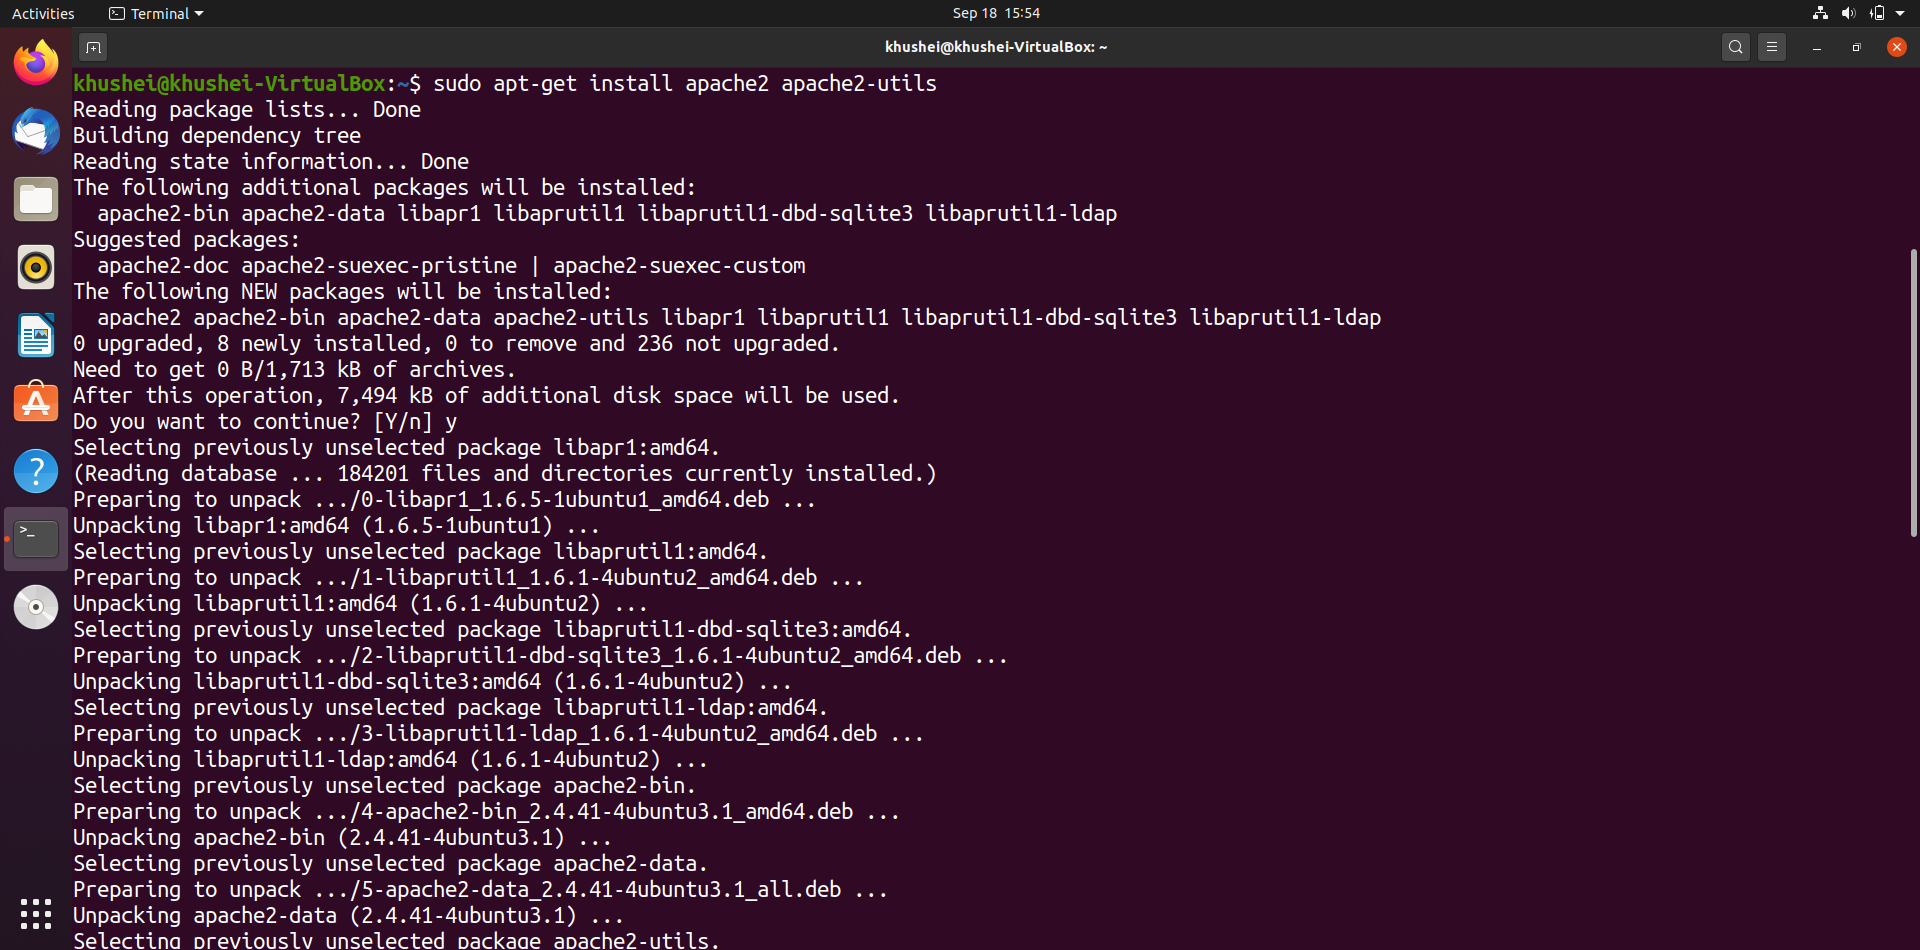 Activities Terminal Sep 18 15:54
khushei@khushei-VirtualBox: ~
khushei@khushei-VirtualBox:~$ sudo apt-get install apache2 apache2-utils
Reading package lists... Done
Building dependency tree
Reading state information... Done
The following additional packages will be installed:
  apache2-bin apache2-data libapr1 libaprutil1 libaprutil1-dbd-sqlite3 libaprutil1-ldap
Suggested packages:
  apache2-doc apache2-suexec-pristine | apache2-suexec-custom
The following NEW packages will be installed:
  apache2 apache2-bin apache2-data apache2-utils libapr1 libaprutil1 libaprutil1-dbd-sqlite3 libaprutil1-ldap
0 upgraded, 8 newly installed, 0 to remove and 236 not upgraded.
Need to get 0 B/1,713 kB of archives.
After this operation, 7,494 kB of additional disk space will be used.
Do you want to continue? [Y/n] y
Selecting previously unselected package libapr1:amd64.
(Reading database ... 184201 files and directories currently installed.)
Preparing to unpack .../0-libapr1_1.6.5-1ubuntu1_amd64.deb ...
Unpacking libapr1:amd64 (1.6.5-1ubuntu1) ...
Selecting previously unselected package libaprutil1:amd64.
Preparing to unpack .../1-libaprutil1_1.6.1-4ubuntu2_amd64.deb ...
Unpacking libaprutil1:amd64 (1.6.1-4ubuntu2) ...
Selecting previously unselected package libaprutil1-dbd-sqlite3:amd64.
Preparing to unpack .../2-libaprutil1-dbd-sqlite3_1.6.1-4ubuntu2_amd64.deb ...
Unpacking libaprutil1-dbd-sqlite3:amd64 (1.6.1-4ubuntu2) ...
Selecting previously unselected package libaprutil1-ldap:amd64.
Preparing to unpack .../3-libaprutil1-ldap_1.6.1-4ubuntu2_amd64.deb ...
Unpacking libaprutil1-ldap:amd64 (1.6.1-4ubuntu2) ...
Selecting previously unselected package apache2-bin.
Preparing to unpack .../4-apache2-bin_2.4.41-4ubuntu3.1_amd64.deb ...
Unpacking apache2-bin (2.4.41-4ubuntu3.1) ...
Selecting previously unselected package apache2-data.
Preparing to unpack .../5-apache2-data_2.4.41-4ubuntu3.1_all.deb ...
Unpacking apache2-data (2.4.41-4ubuntu3.1) ...
Selecting previously unselected package apache2-utils.